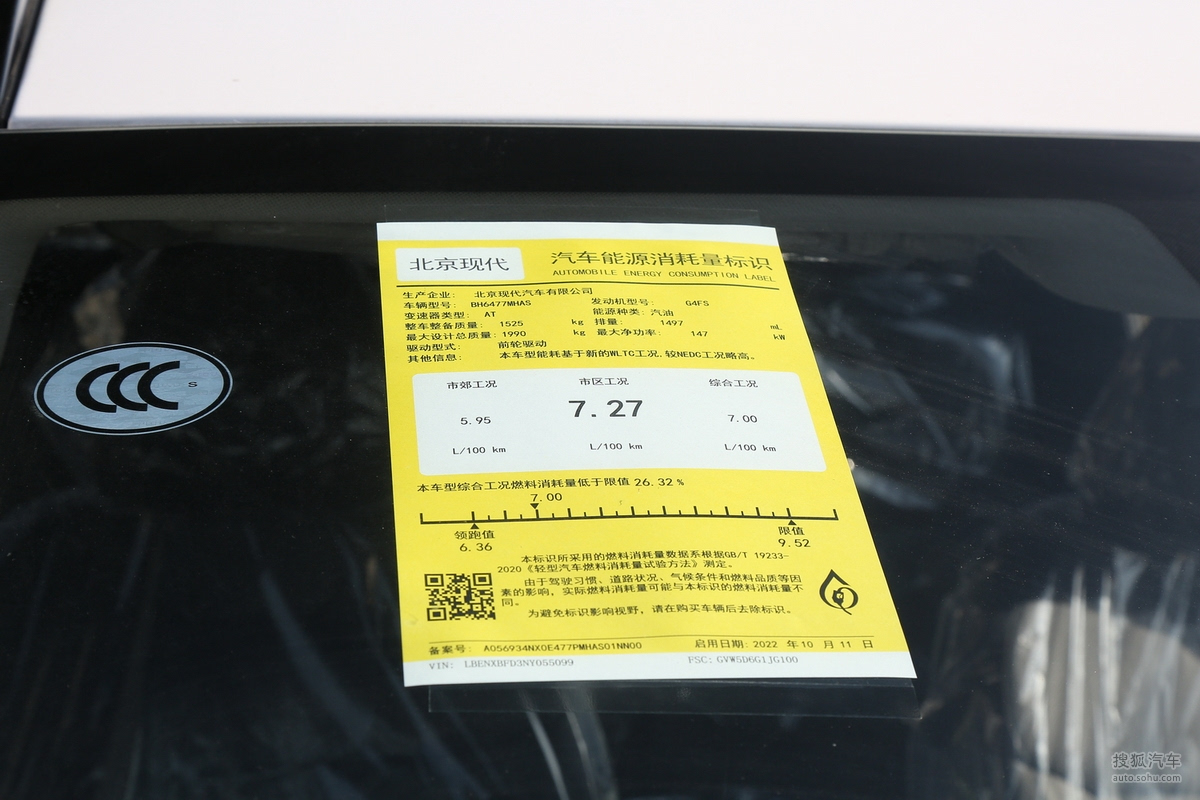 北京现代
汽车能源消耗量标识
AUTOMOBILE ENERGY CONSUMPTION LABEL
生产企业: 北京现代汽车有限公司
车辆型号: BH6477MHAS 发动机型号: G4FS
变速器类型: AT 能源种类: 汽油
整车整备质量: 1525 kg 排量: 1497 mL
最大设计总质量: 1990 kg 最大净功率: 147 kW
驱动型式: 前轮驱动
其他信息: 本车型能耗基于新的WLTC工况,较NEDC工况略高。
市郊工况 市区工况 综合工况
5.95 7.27 7.00
L/100 km L/100 km L/100 km
本车型综合工况燃料消耗量低于限值 26.32 %
7.00
领跑值 限值
6.36 9.52
本标识所采用的燃料消耗量数据系根据GB/T 19233-
2020《轻型汽车燃料消耗量试验方法》测定。
由于驾驶习惯、道路状况、气候条件和燃料品质等因
素的影响,实际燃料消耗量可能与本标识的燃料消耗量不
同。
为避免标识影响视野,请在购买车辆后去除标识。
备案号: A056934NX0E477PMHAS01NN00 启用日期: 2022 年 10 月 11 日
VIN: LBENXBFD3NY055099 FSC: GVW5D6G1JG100
CCC S
搜狐汽车
auto.sohu.com